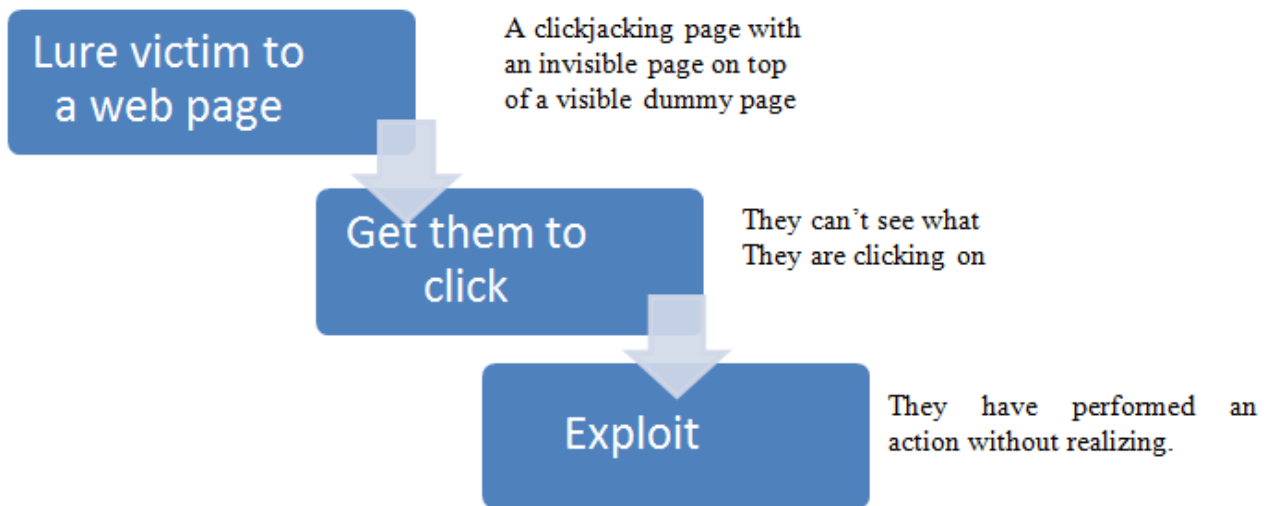 Lure victim to
a web page
A clickjacking page with
an invisible page on top
of a visible dummy page
Get them to
click
They can’t see what
They are clicking on
Exploit
They have performed an
action without realizing.